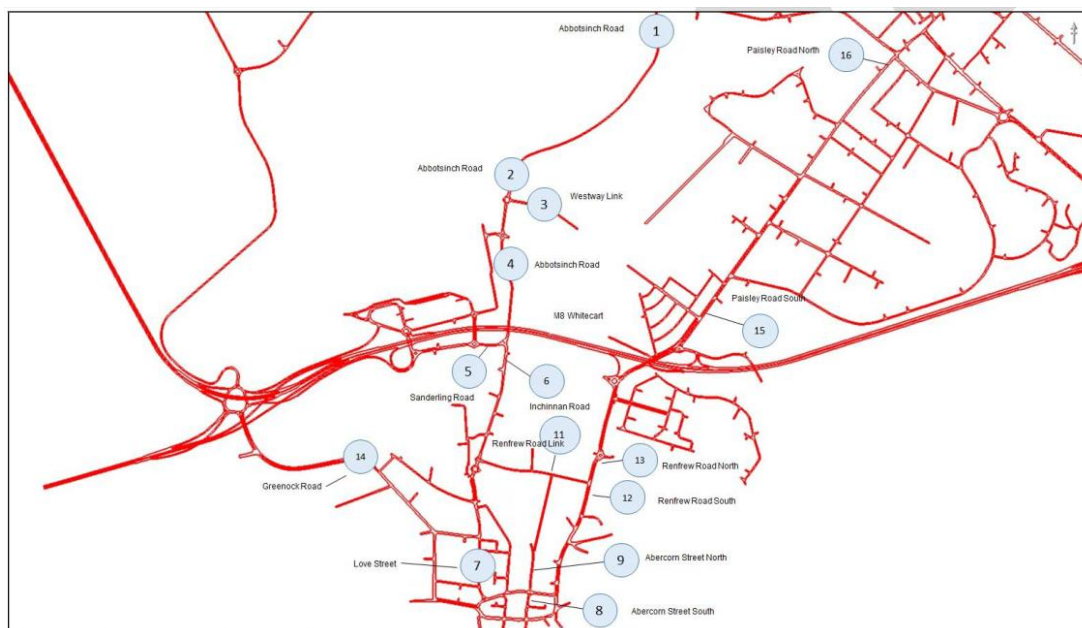 Abbotsinch Road
1
Paisley Road North
16
Abbotsinch Road
2
Westway Link
3
4
Abbotsinch Road
Paisley Road South
15
M8 Whitecart
5
6
Sanderling Road
Inchinnan Road
11
Renfrew Road Link
13
Renfrew Road North
14
Greenock Road
12
Renfrew Road South
7
Love Street
9
Abercorn Street North
8
Abercorn Street South